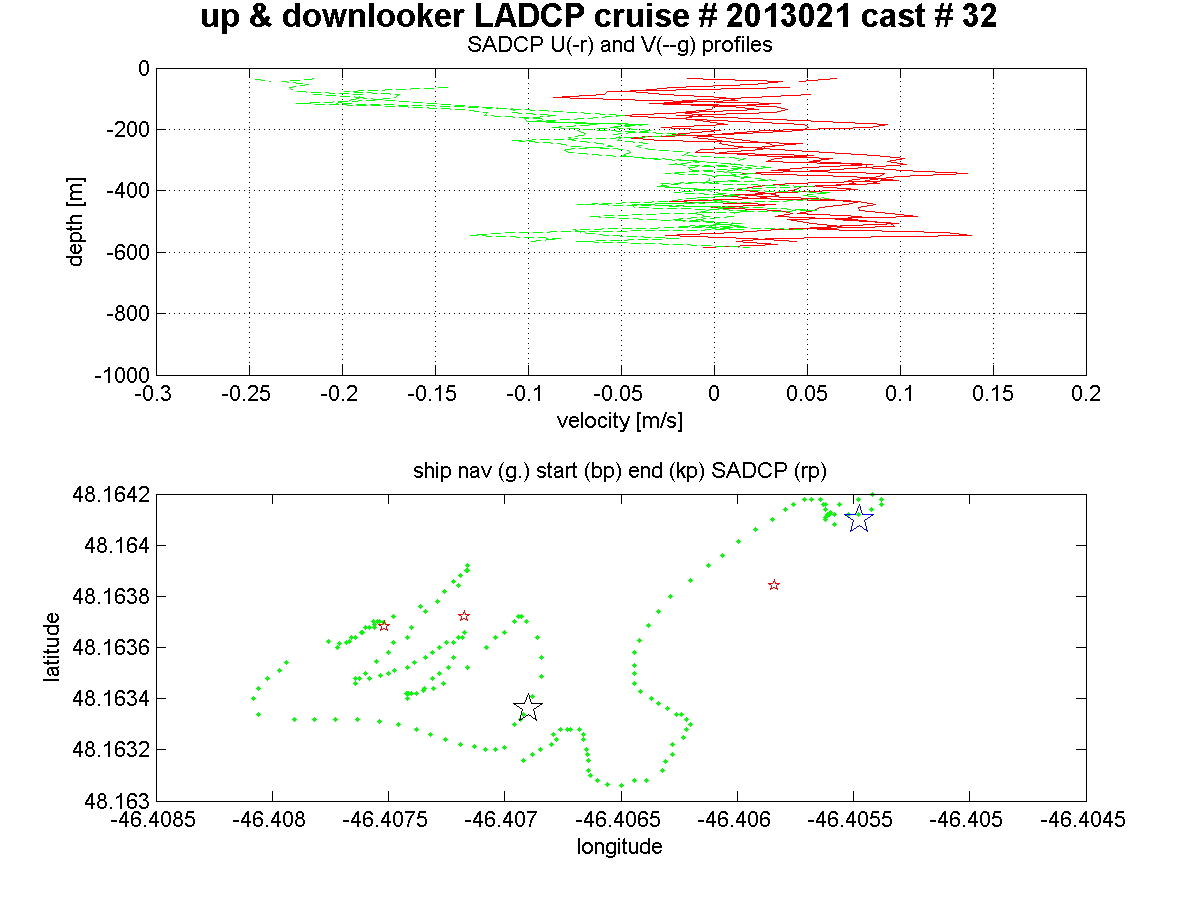 up & downlooker LADCP cruise # 2013021 cast # 32
SADCP U(-r) and V(--g) profiles
0
-200
-400
-600
-800
-1000
depth [m]
-0.3 -0.25 -0.2 -0.15 -0.1 -0.05 0 0.05 0.1 0.15 0.2
velocity [m/s]
ship nav (g.) start (bp) end (kp) SADCP (rp)
48.1642
48.164
48.1638
48.1636
48.1634
48.1632
48.163
latitude
-46.4085 -46.408 -46.4075 -46.407 -46.4065 -46.406 -46.4055 -46.405 -46.4045
longitude